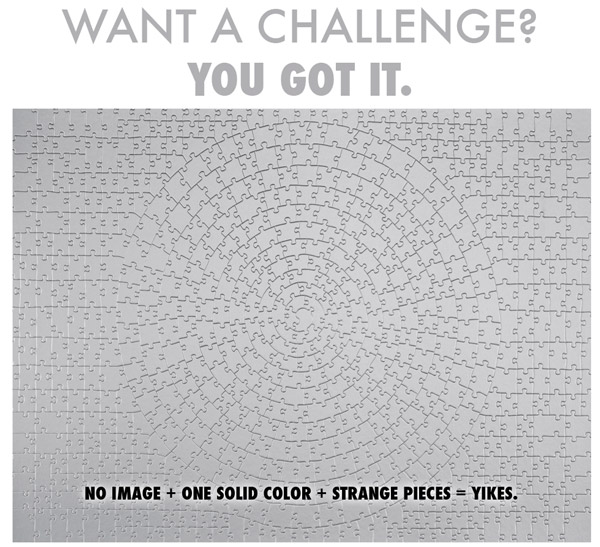 WANT A CHALLENGE?
YOU GOT IT.
NO IMAGE + ONE SOLID COLOR + STRANGE PIECES = YIKES.